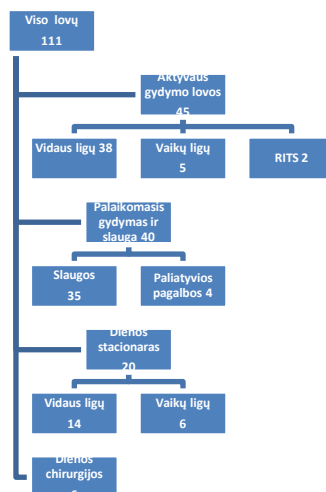 Viso lovų
111
Aktyvaus
gydymo lovos
45
Vidaus ligų 38
Vaikų ligų
5
RITS 2
Palaikomasis
gydymas ir
slauga 40
Slaugos
35
Paliatyvios
pagalbos 4
Dienos
stacionaras
20
Vidaus ligų
14
Vaikų ligų
6
Dienos
chirurgijos